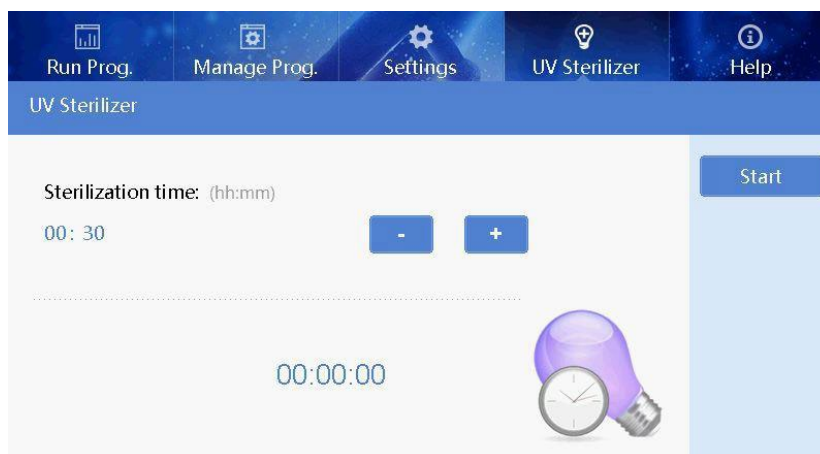 Run Prog. Manage Prog. Settings UV Sterilizer Help
UV Sterilizer
Start
Sterilization time: (hh:mm)
00: 30 - +
00:00:00